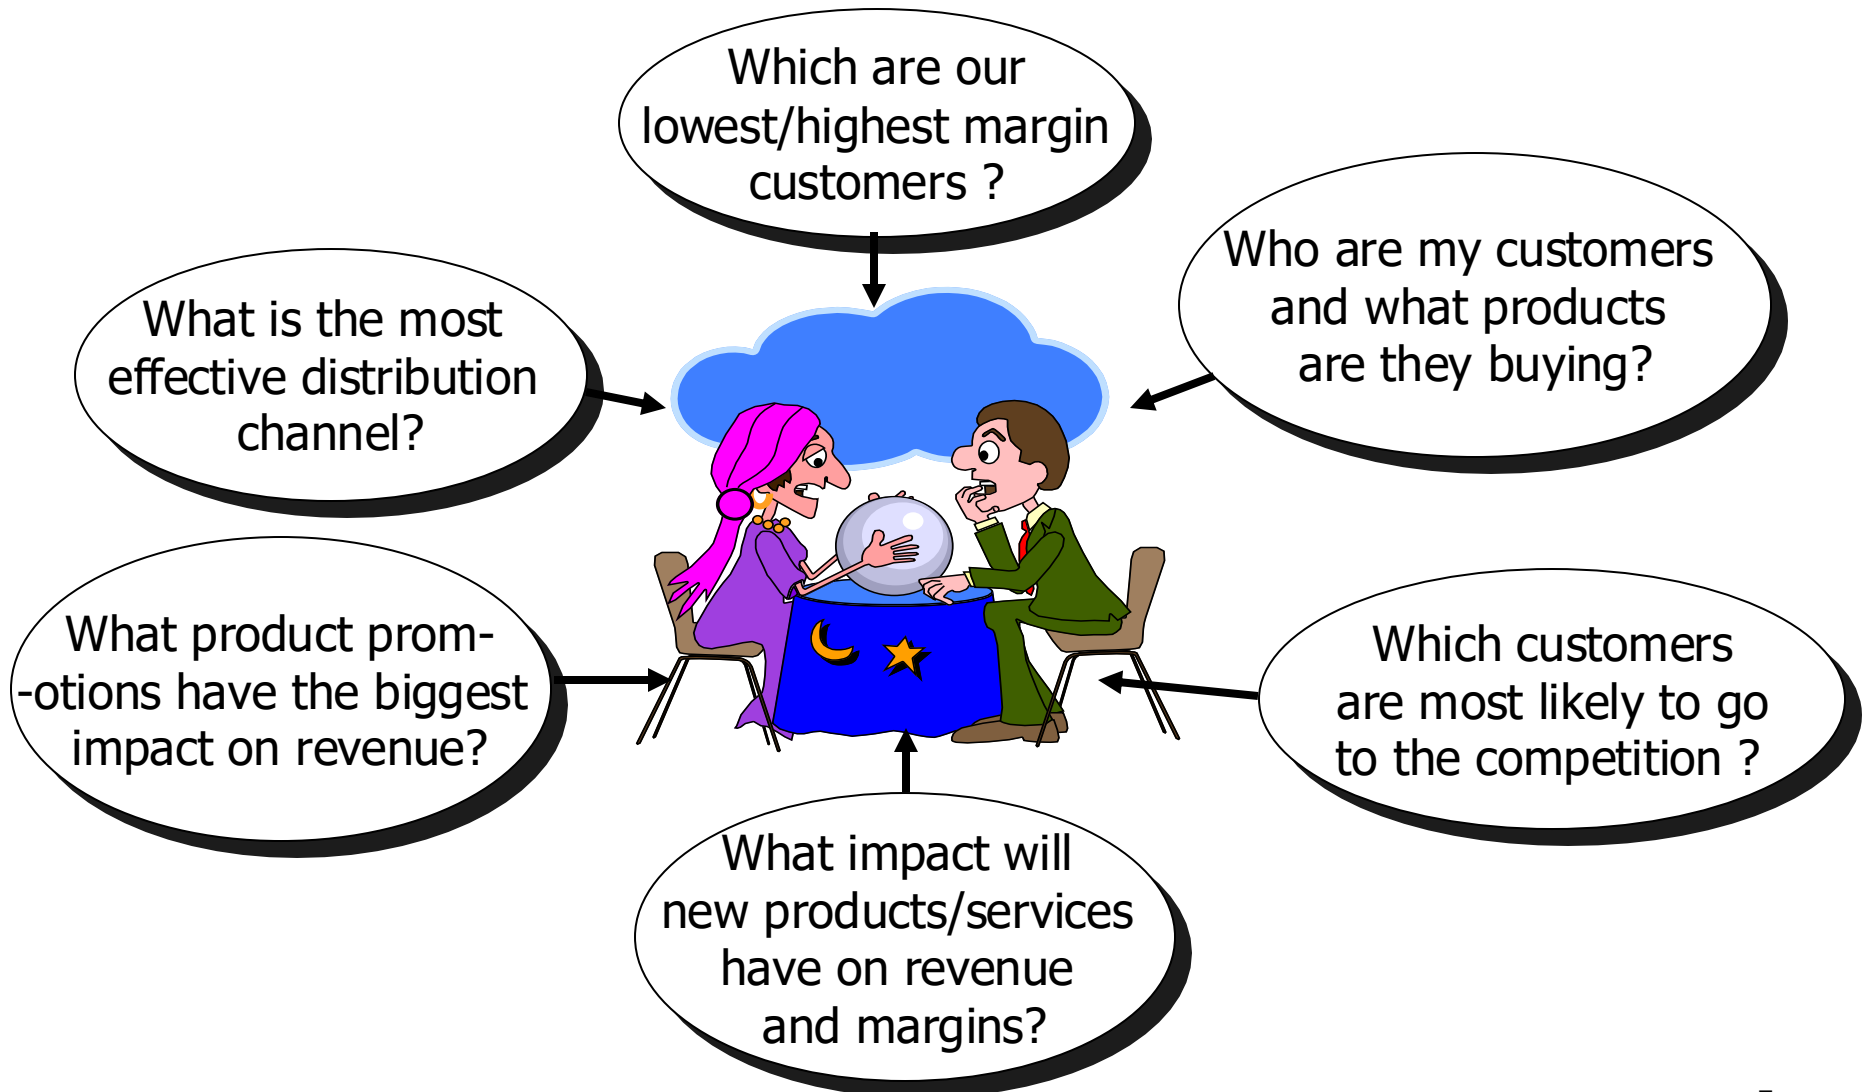 Which are our
lowest/highest margin
customers ?
Who are my customers
and what products
are they buying?
What is the most
effective distribution
channel?
What product prom-
-otions have the biggest
impact on revenue?
Which customers
are most likely to go
to the competition ?
What impact will
new products/services
have on revenue
and margins?